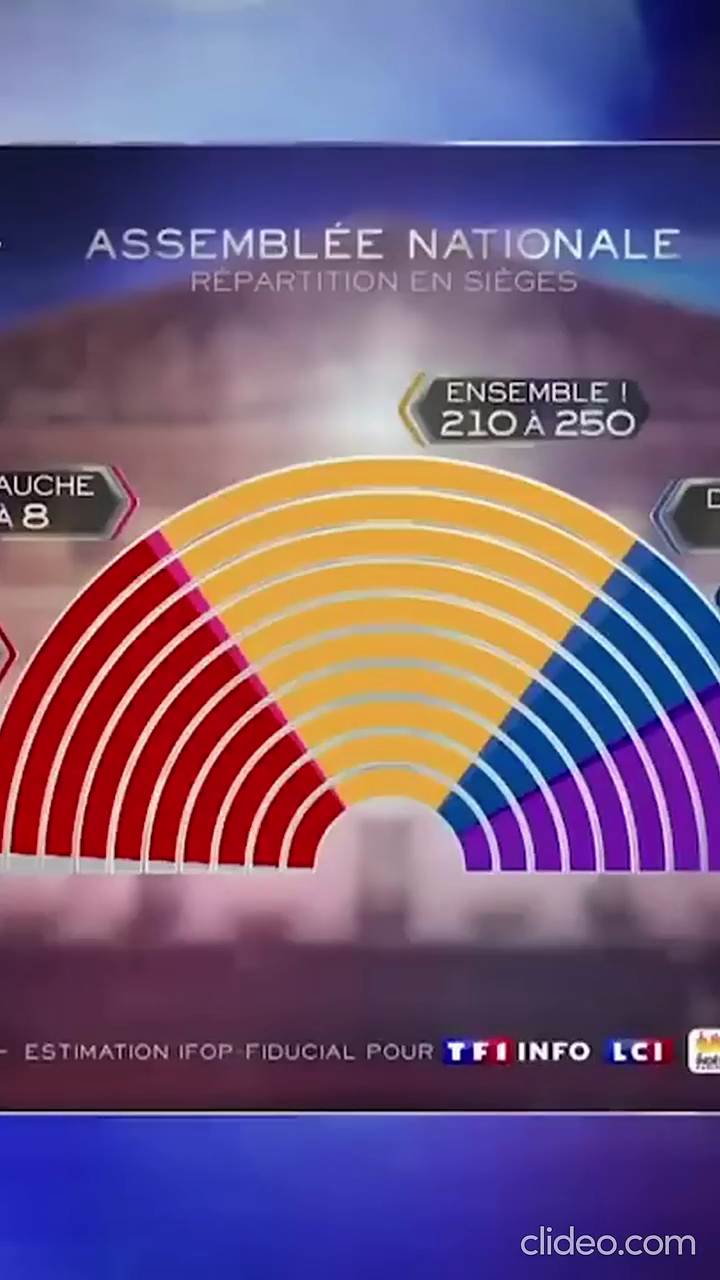 ASSEMBLÉE NATIONALE
RÉPARTITION EN SIÈGES
ENSEMBLE !
210 À 250
AUCHE
À 8
D
ESTIMATION IFOP-FIDUCIAL POUR TF1 INFO LCI
clideo.com